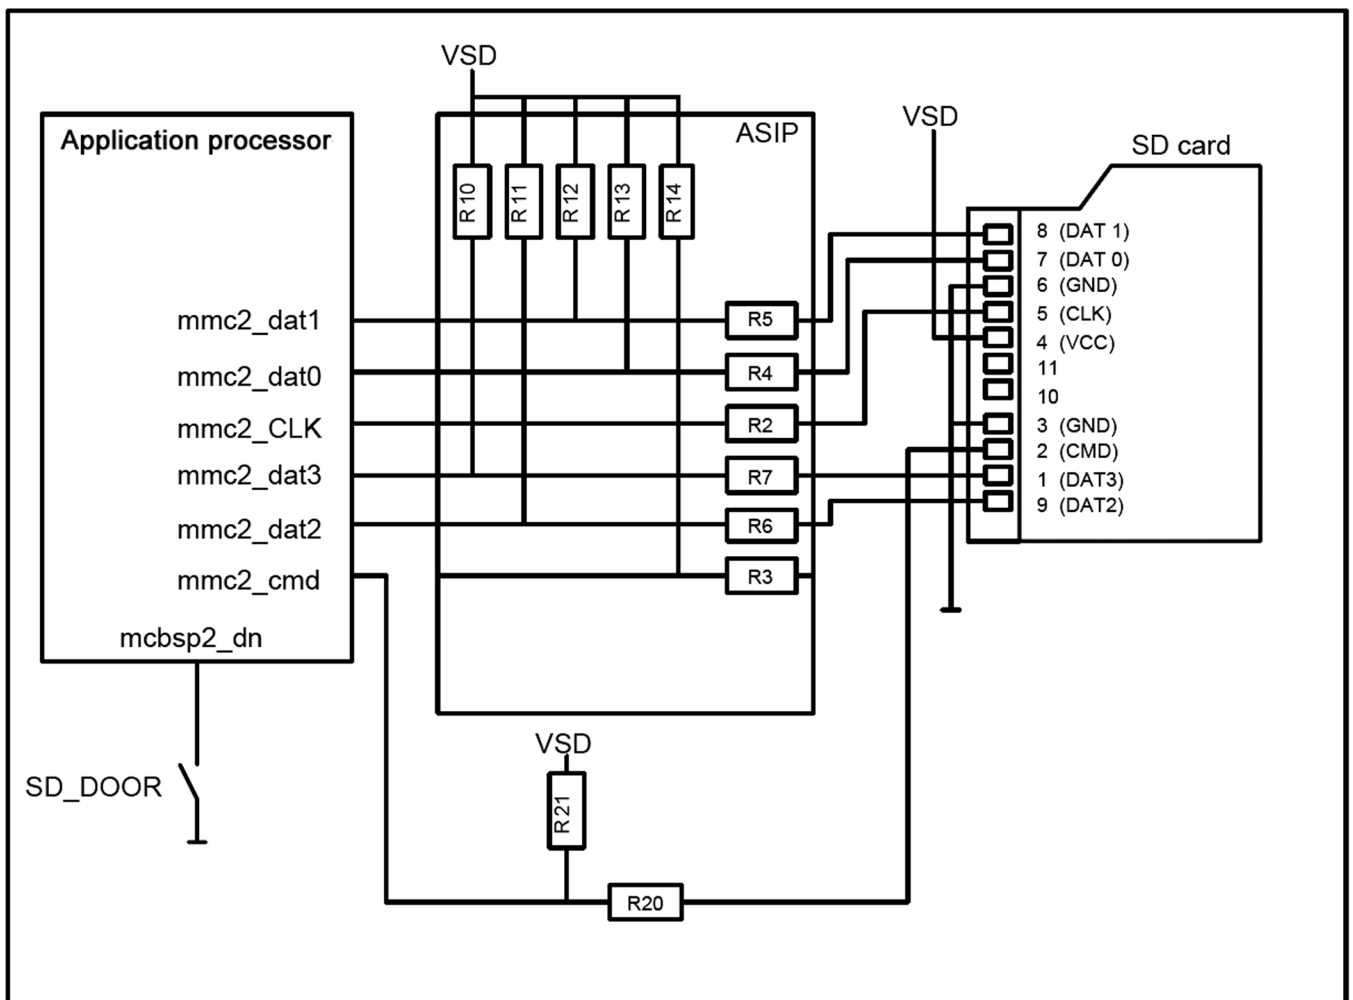 VSD
VSD
Application processor
ASIP
SD card
R10
R11
R12
R13
R14
8 (DAT 1)
7 (DAT 0)
6 (GND)
5 (CLK)
4 (VCC)
11
10
3 (GND)
2 (CMD)
1 (DAT3)
9 (DAT2)
mmc2_dat1
R5
mmc2_dat0
R4
mmc2_CLK
R2
mmc2_dat3
R7
mmc2_dat2
R6
mmc2_cmd
R3
mcbsp2_dn
VSD
SD_DOOR
R21
R20